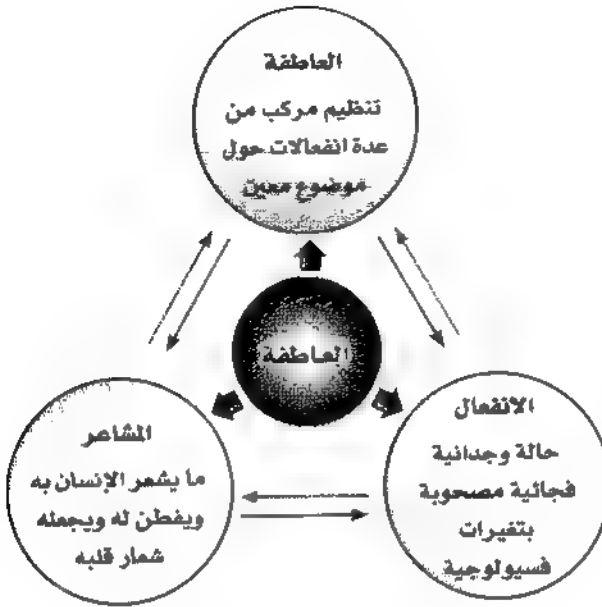 العاطفة
تنظيم مركب من
عدة انفعالات حول
موضوع معين
العاطفة
الانفعال
حالة وجدانية
فجائية مصحوبة
بتغيرات
فسيولوجية
المشاعر
ما يشعر الإنسان به
ويفطن له ويجعله
شعار قلبه